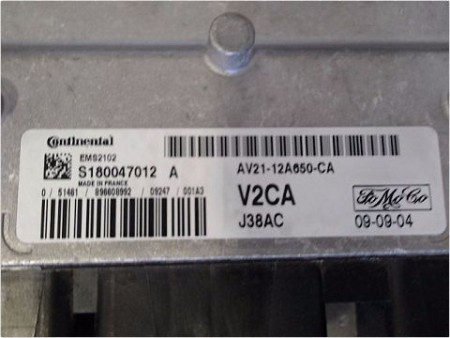 Continental
EMS2102
S180047012 A
MADE IN FRANCE
0 / 51461 / 896608992 / 09247 / 001A3
AV21-12A650-CA
V2CA
J38AC
FoMoCo
09-09-04